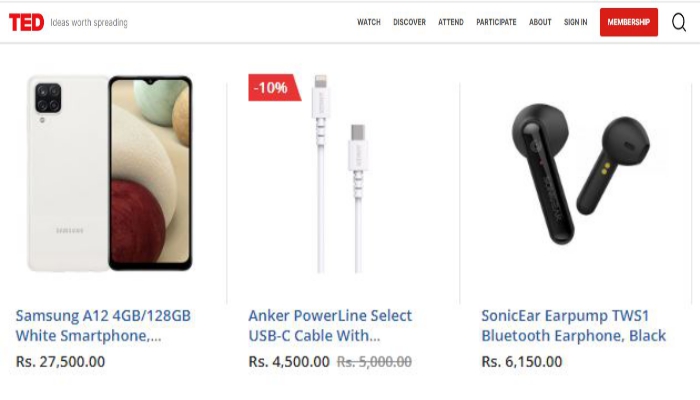 TED Ideas worth spreading WATCH DISCOVER ATTEND PARTICIPATE ABOUT SIGN IN MEMBERSHIP
-10%
SAMSUNG
Samsung A12 4GB/128GB
White Smartphone,...
Rs. 27,500.00
Anker PowerLine Select
USB-C Cable With...
Rs. 4,500.00 Rs. 5,000.00
SonicEar Earpump TWS1
Bluetooth Earphone, Black
Rs. 6,150.00